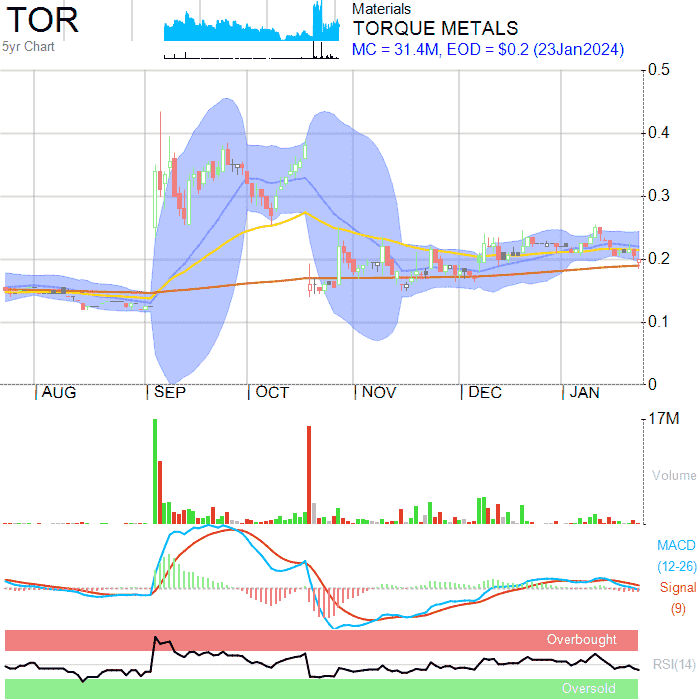 TOR
5yr Chart
Materials
TORQUE METALS
MC = 31.4M, EOD = $0.2 (23Jan2024)
0.5
0.4
0.3
0.2
0.1
0
AUG SEP OCT NOV DEC JAN
17M
Volume
MACD
(12-26)
Signal
(9)
Overbought
RSI(14)
Oversold